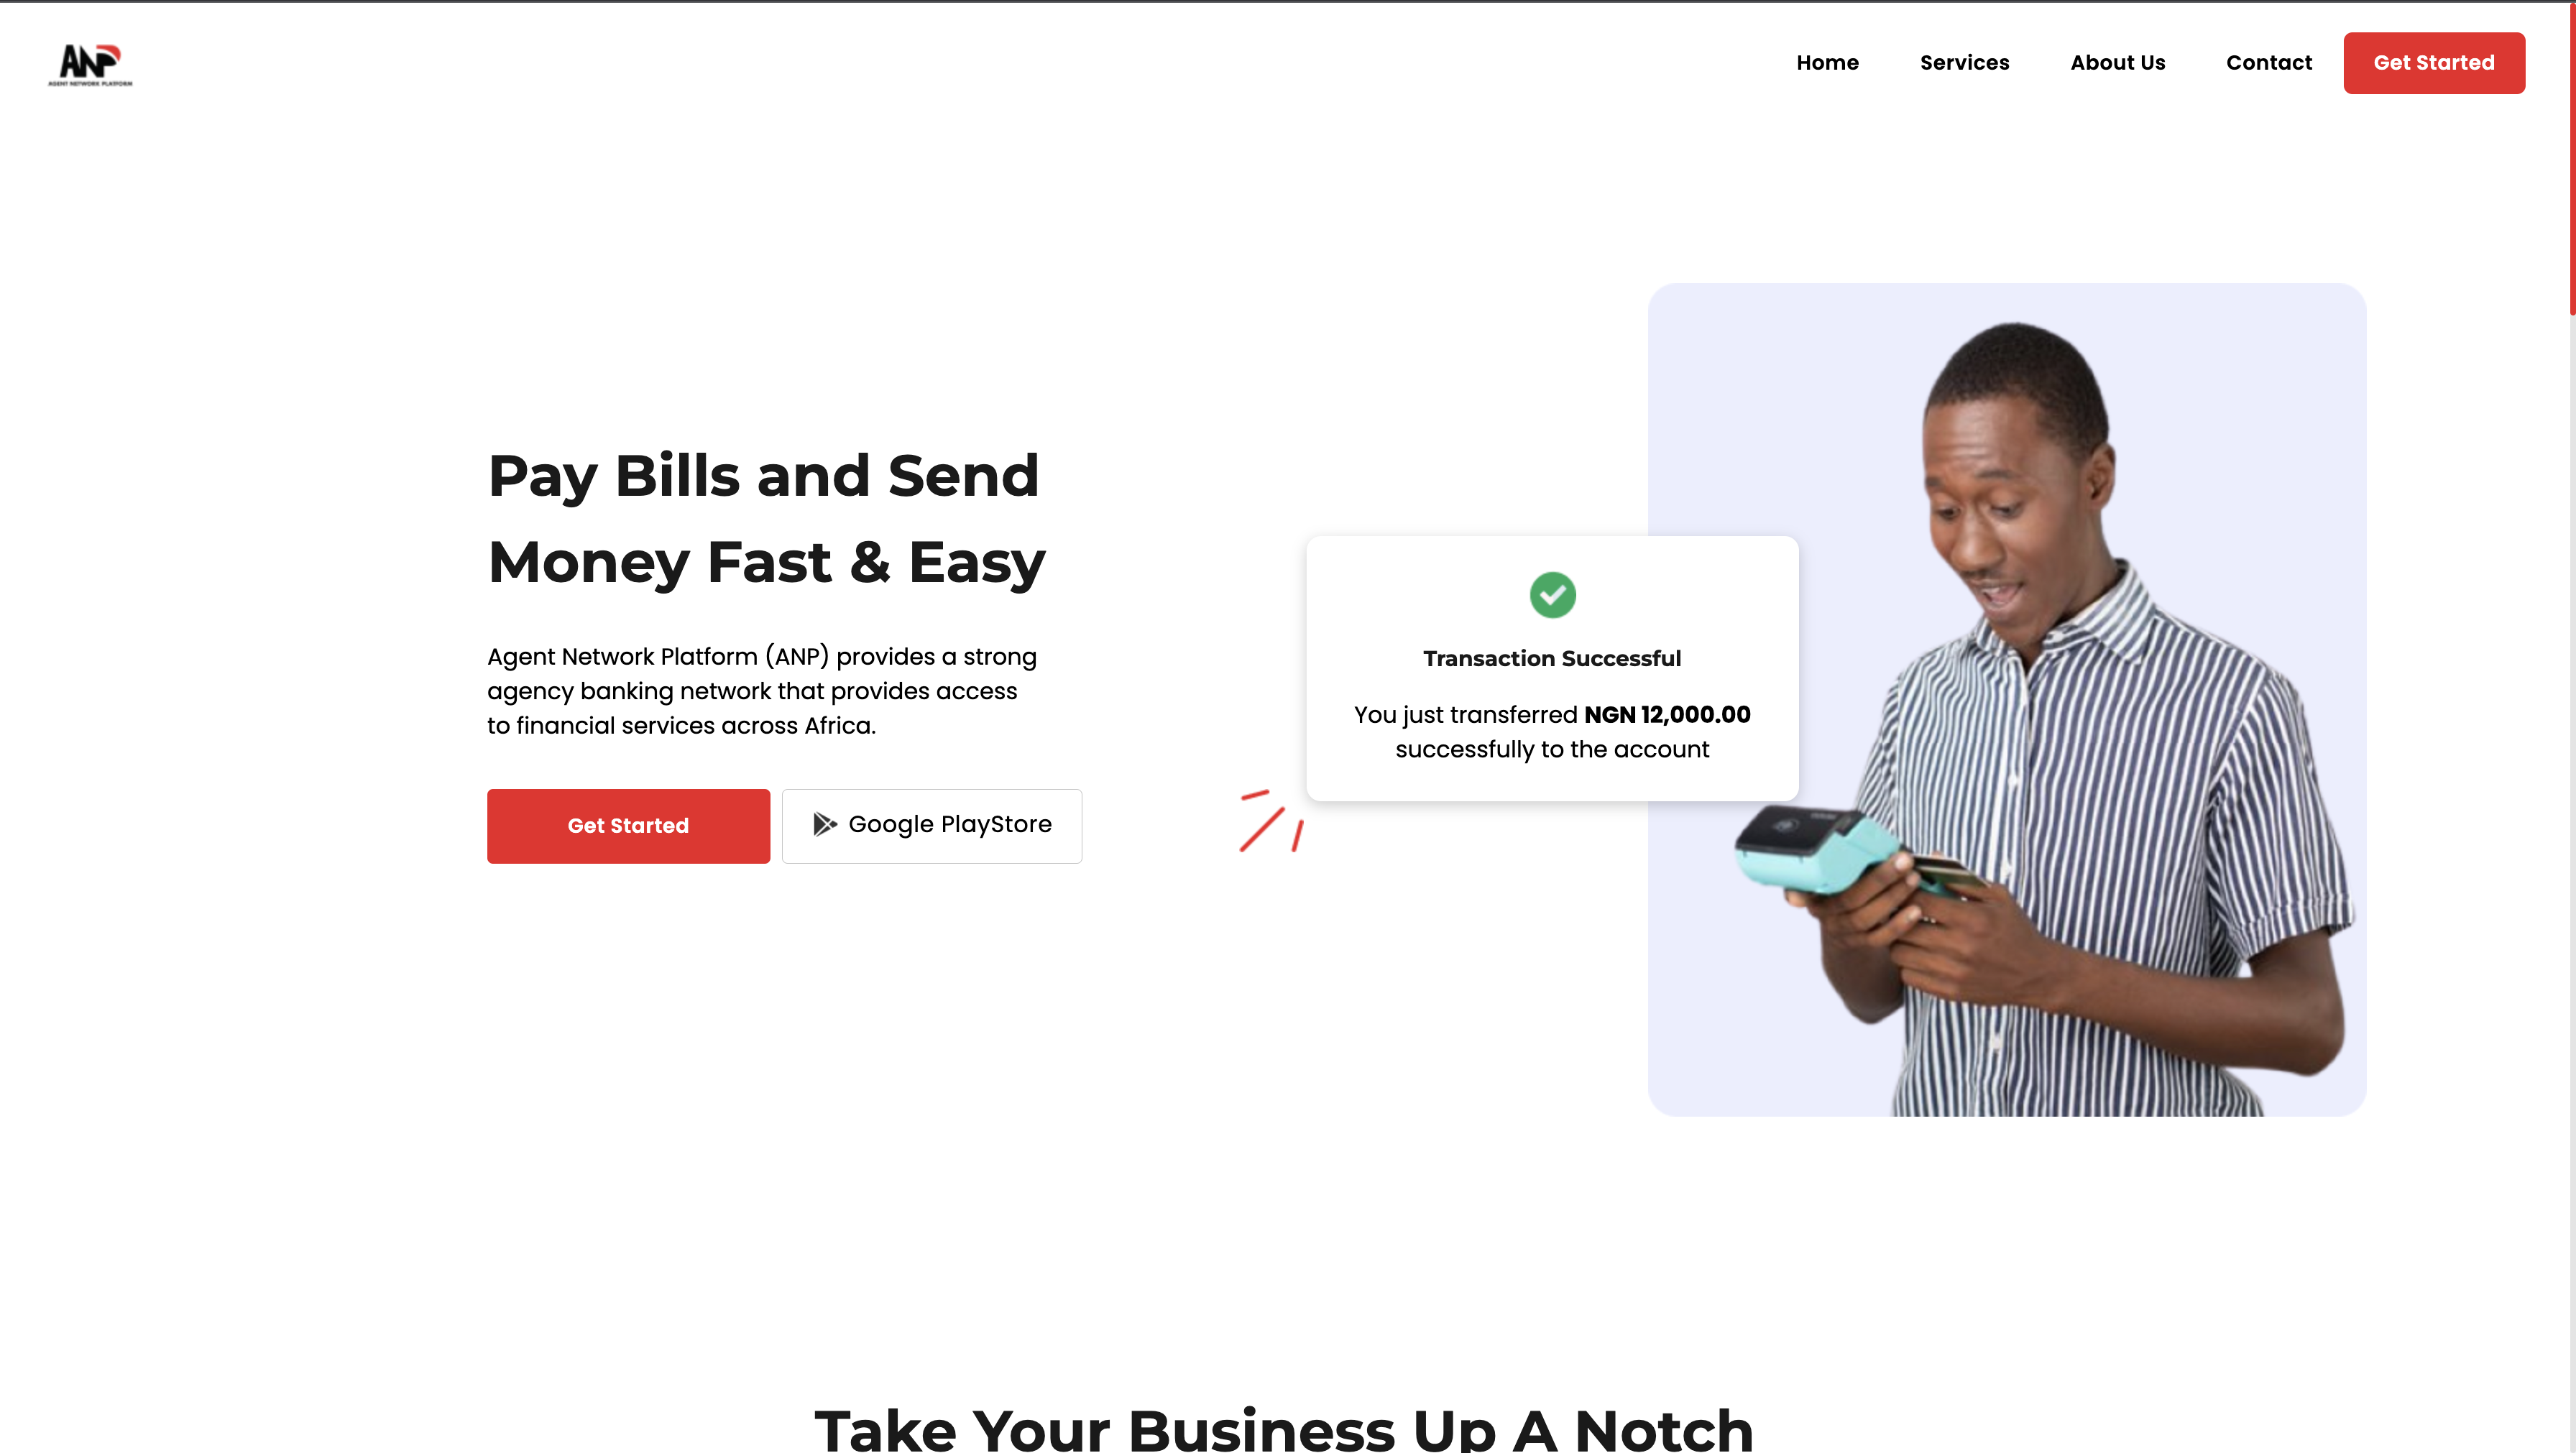 ANP
AGENT NETWORK PLATFORM
Home Services About Us Contact Get Started
Pay Bills and Send
Money Fast & Easy
Agent Network Platform (ANP) provides a strong
agency banking network that provides access
to financial services across Africa.
Get Started Google PlayStore
Transaction Successful
You just transferred NGN 12,000.00
successfully to the account
Take Your Business Up A Notch